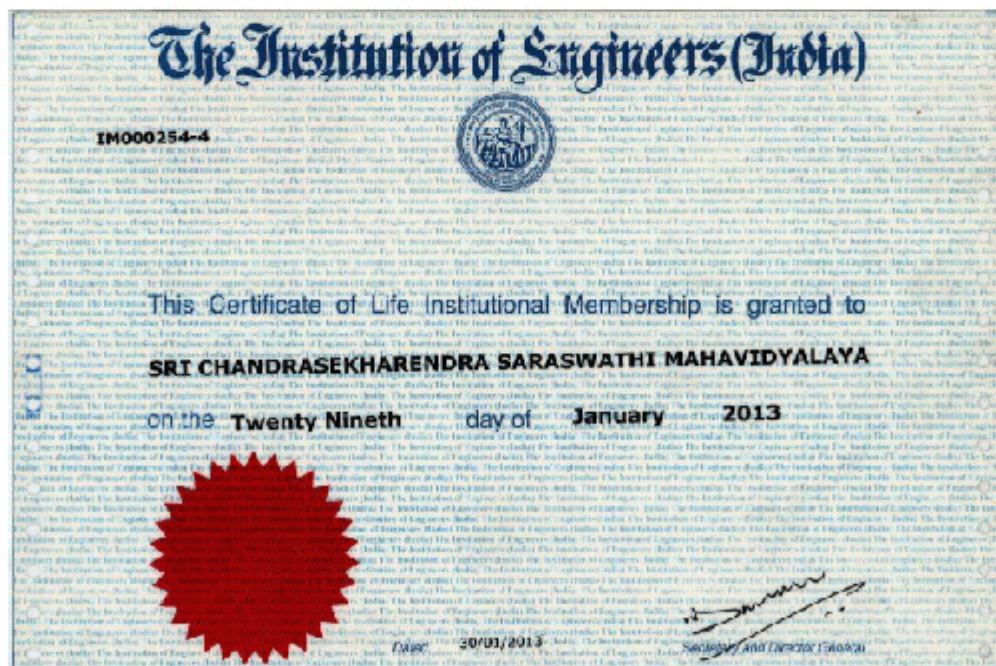 The Institution of Engineers (India)
IM000254-4
This Certificate of Life Institutional Membership is granted to
SRI CHANDRASEKHARENDRA SARASWATHI MAHAVIDYALAYA
on the Twenty Nineth day of January 2013
Date: 30/01/2013
Secretary and Director General